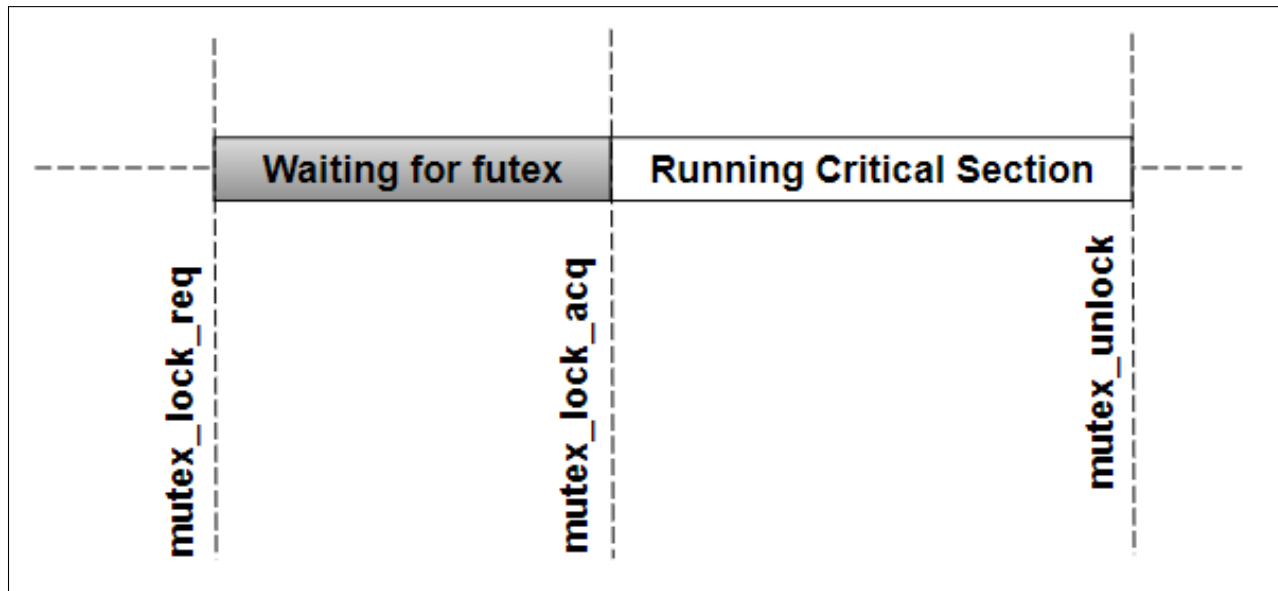 Waiting for futex
Running Critical Section
mutex_lock_req
mutex_lock_acq
mutex_unlock